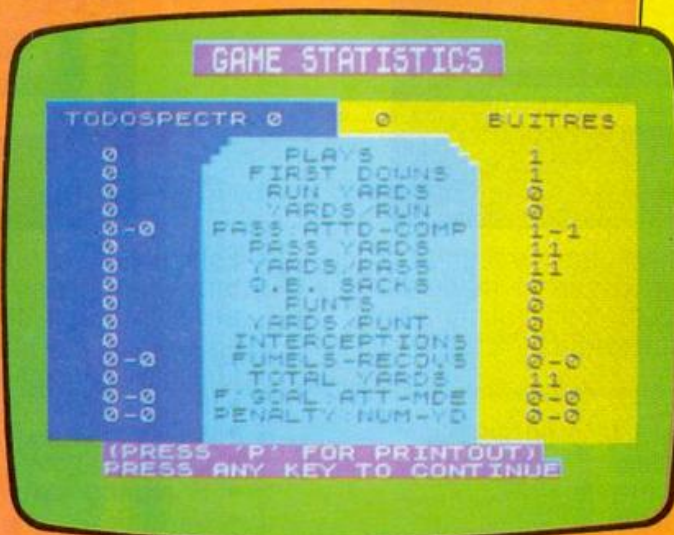 GAME STATISTICS
TODOSPECTR 0 0 BUITRES
0 PLAYS 1
0 FIRST DOWNS 1
0 RUN YARDS 0
0 YARDS/RUN 0
0-0 PASS ATTD-COMP 1-1
0 PASS YARDS 11
0 YARDS/PASS 11
0 Q.B. SACKS 0
0 PUNTS 0
0 YARDS/PUNT 0
0 INTERCEPTIONS 0
0-0 FUMBLS-RECOVS 0-0
0 TOTAL YARDS 11
0-0 F.GOAL:ATT-MDE 0-0
0-0 PENALTY:NUM-YD 0-0
(PRESS 'P' FOR PRINTOUT)
PRESS ANY KEY TO CONTINUE